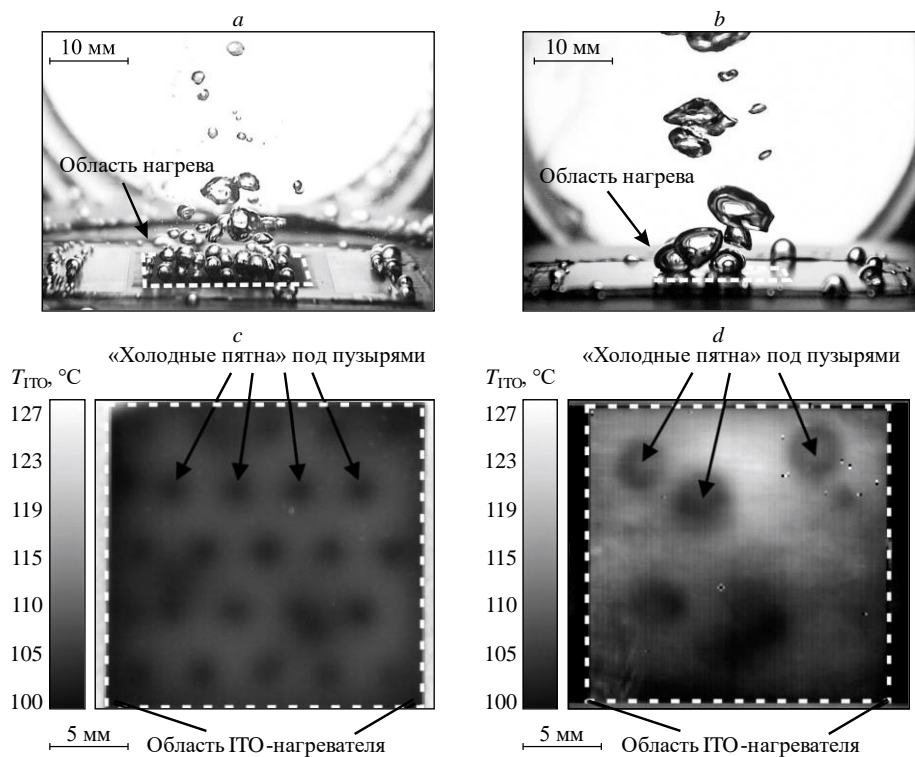 a
b
10 мм
10 мм
Область нагрева
Область нагрева
c
d
«Холодные пятна» под пузырями
«Холодные пятна» под пузырями
T_ITO, °C
T_ITO, °C
127
123
119
115
110
105
100
127
123
119
115
110
105
100
5 мм
Область ITO-нагревателя
5 мм
Область ITO-нагревателя